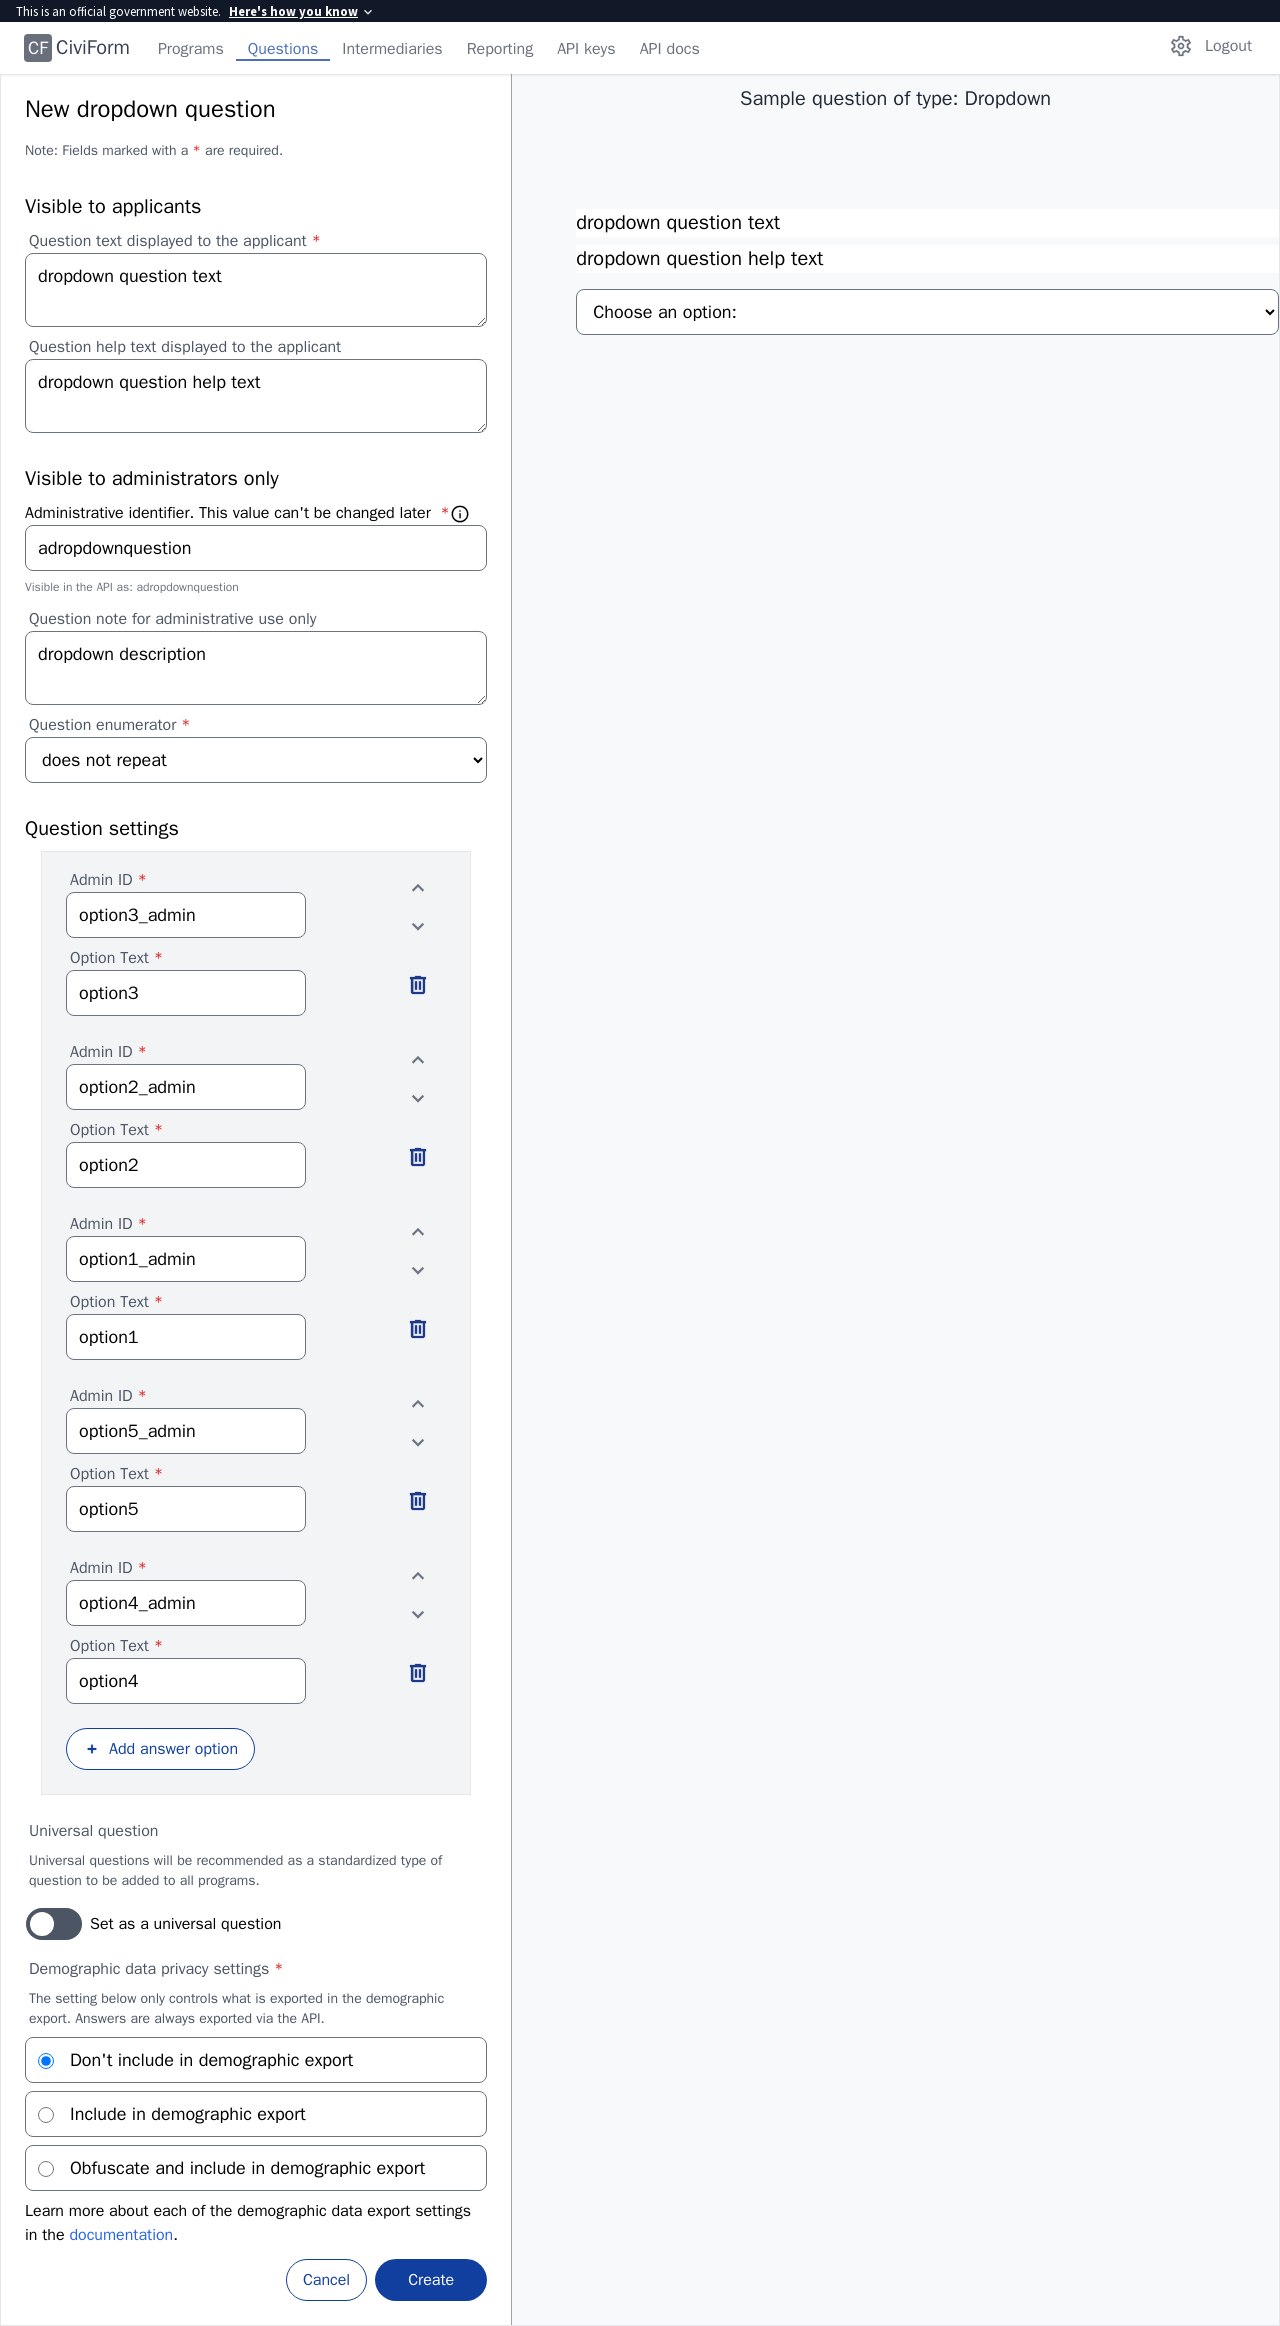 This is an official government website. Here's how you know
CF CiviForm Programs Questions Intermediaries Reporting API keys API docs Logout
New dropdown question
Note: Fields marked with a * are required.
Visible to applicants
Question text displayed to the applicant *
dropdown question text
Question help text displayed to the applicant
dropdown question help text
Visible to administrators only
Administrative identifier. This value can't be changed later *
adropdownquestion
Visible in the API as: adropdownquestion
Question note for administrative use only
dropdown description
Question enumerator *
does not repeat
Question settings
Admin ID *
option3_admin
Option Text *
option3
Admin ID *
option2_admin
Option Text *
option2
Admin ID *
option1_admin
Option Text *
option1
Admin ID *
option5_admin
Option Text *
option5
Admin ID *
option4_admin
Option Text *
option4
+ Add answer option
Universal question
Universal questions will be recommended as a standardized type of
question to be added to all programs.
Set as a universal question
Demographic data privacy settings *
The setting below only controls what is exported in the demographic
export. Answers are always exported via the API.
Don't include in demographic export
Include in demographic export
Obfuscate and include in demographic export
Learn more about each of the demographic data export settings
in the documentation.
Cancel Create
Sample question of type: Dropdown
dropdown question text
dropdown question help text
Choose an option: